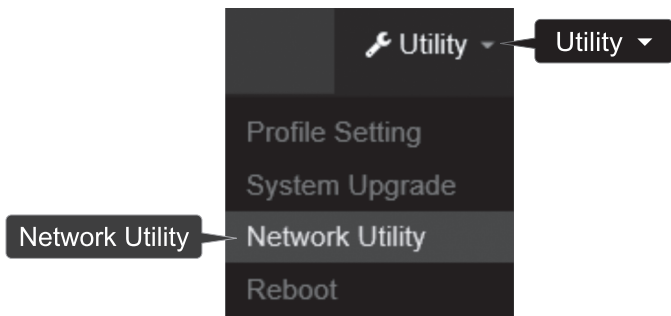 Utility
Utility
Profile Setting
System Upgrade
Network Utility
Network Utility
Reboot